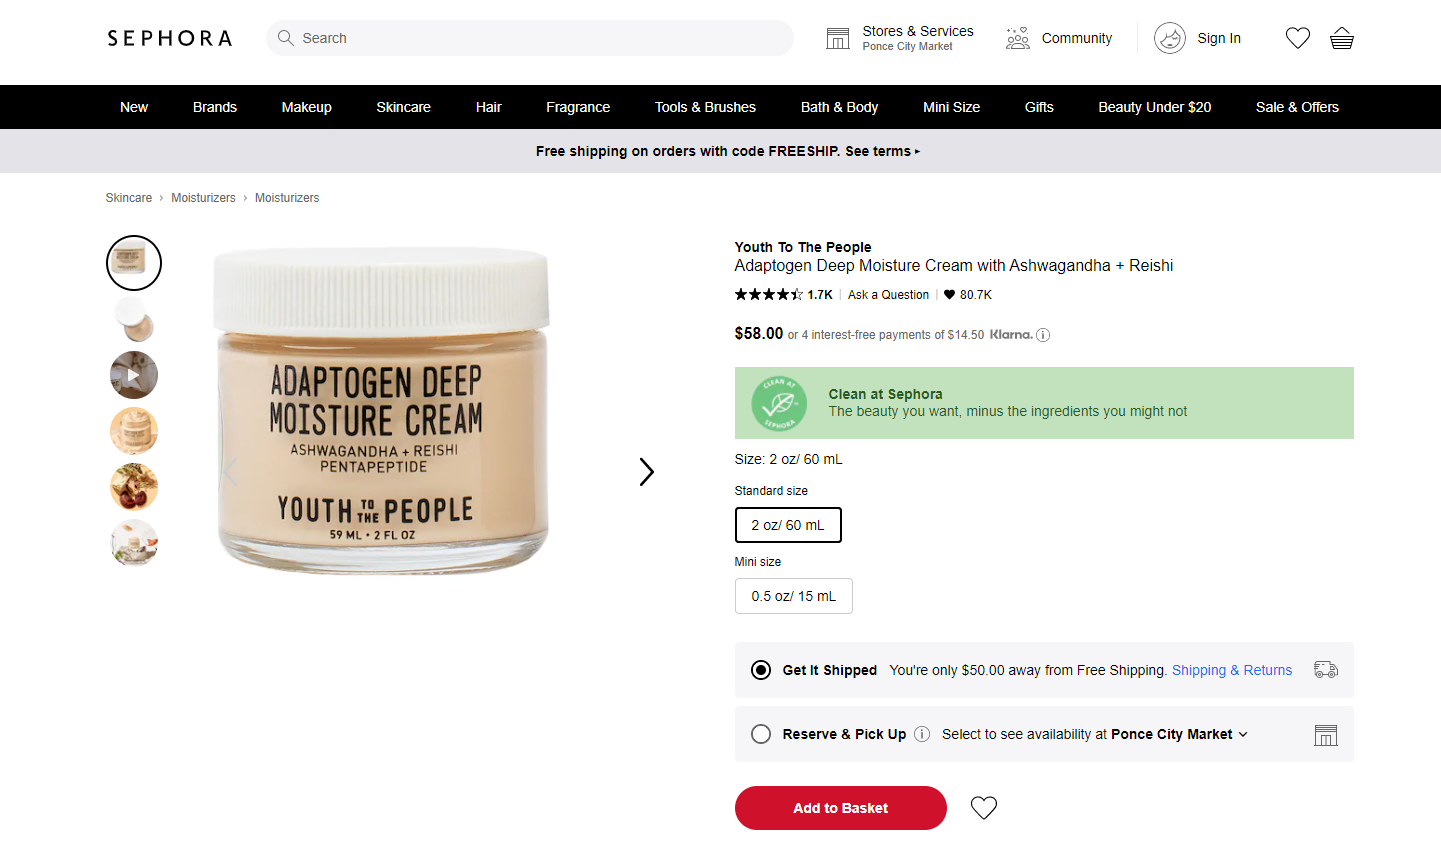 SEPHORA
Search
Stores & Services
Ponce City Market
Community
Sign In
New Brands Makeup Skincare Hair Fragrance Tools & Brushes Bath & Body Mini Size Gifts Beauty Under $20 Sale & Offers
Free shipping on orders with code FREESHIP. See terms ▸
Skincare › Moisturizers › Moisturizers
ADAPTOGEN DEEP
MOISTURE CREAM
ASHWAGANDHA + REISHI
PENTAPEPTIDE
YOUTH TO THE PEOPLE
59 ML • 2 FL OZ
Youth To The People
Adaptogen Deep Moisture Cream with Ashwagandha + Reishi
1.7K | Ask a Question | 80.7K
$58.00 or 4 interest-free payments of $14.50 Klarna.
CLEAN AT
SEPHORA
Clean at Sephora
The beauty you want, minus the ingredients you might not
Size: 2 oz/ 60 mL
Standard size
2 oz/ 60 mL
Mini size
0.5 oz/ 15 mL
Get It Shipped You're only $50.00 away from Free Shipping. Shipping & Returns
Reserve & Pick Up Select to see availability at Ponce City Market
Add to Basket